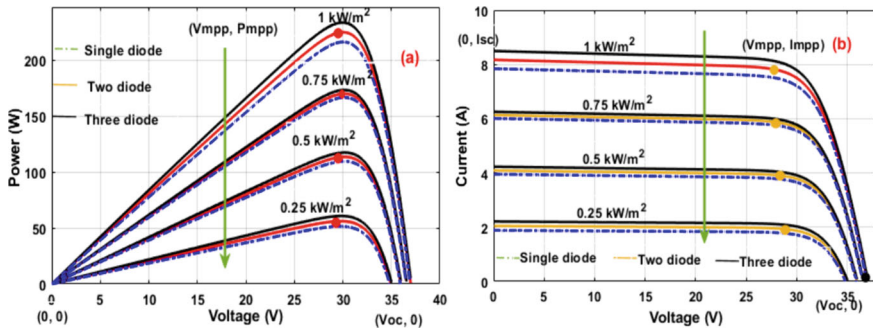 (Vmpp, Pmpp)
1 kW/m²
(a)
Single diode
Two diode
Three diode
0.75 kW/m²
0.5 kW/m²
0.25 kW/m²
Power (W)
200
150
100
50
0
0
5
10
15
20
25
30
35
40
(0, 0)
Voltage (V)
(Voc, 0)
10
(0, Isc)
1 kW/m²
(Vmpp, Impp)
(b)
8
0.75 kW/m²
6
0.5 kW/m²
4
0.25 kW/m²
2
Single diode
Two diode
Three diode
Current (A)
0
0
5
10
15
20
25
30
35
Voltage (V)
(Voc, 0)